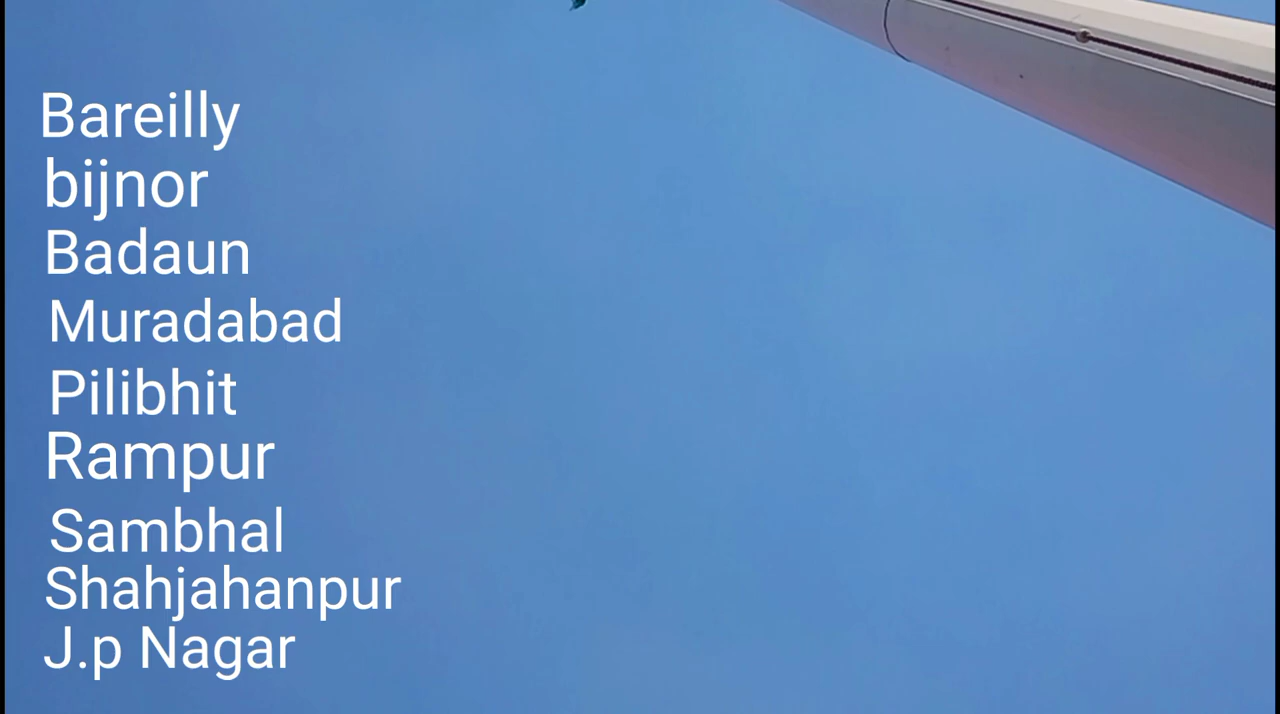 Bareilly
bijnor
Badaun
Muradabad
Pilibhit
Rampur
Sambhal
Shahjahanpur
J.p Nagar